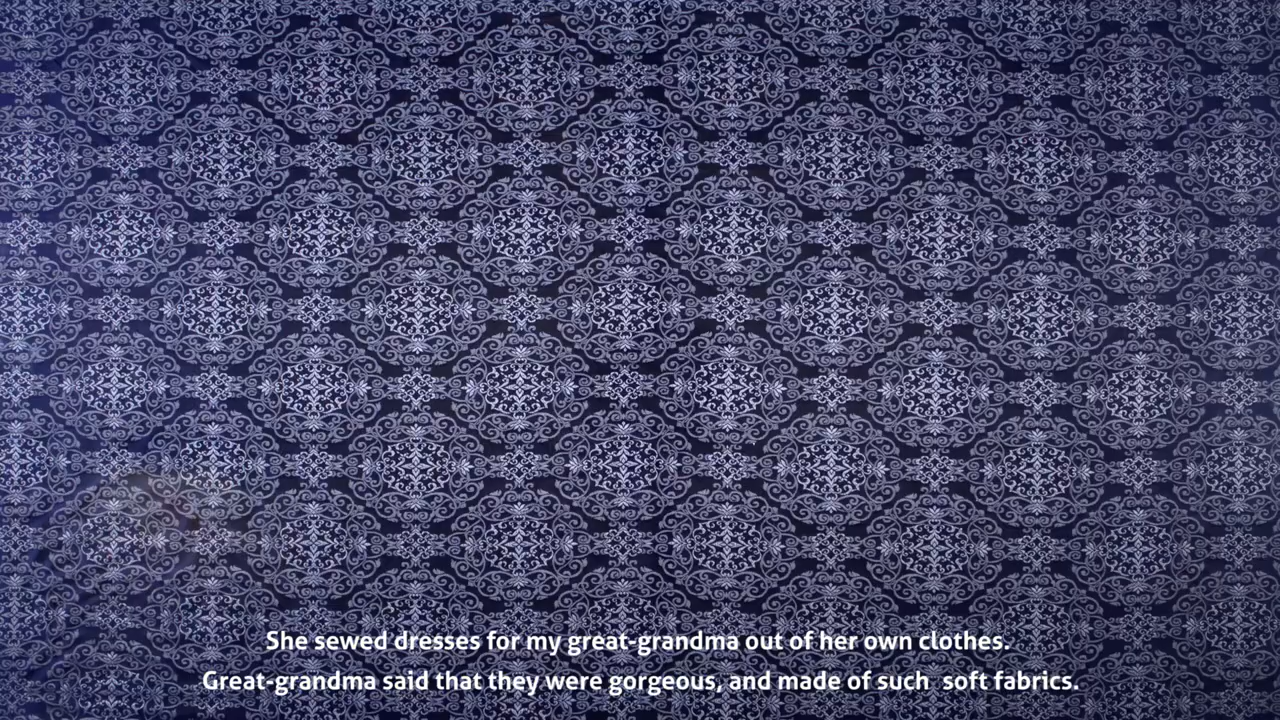 She sewed dresses for my great-grandma out of her own clothes.
Great-grandma said that they were gorgeous, and made of such  soft fabrics.